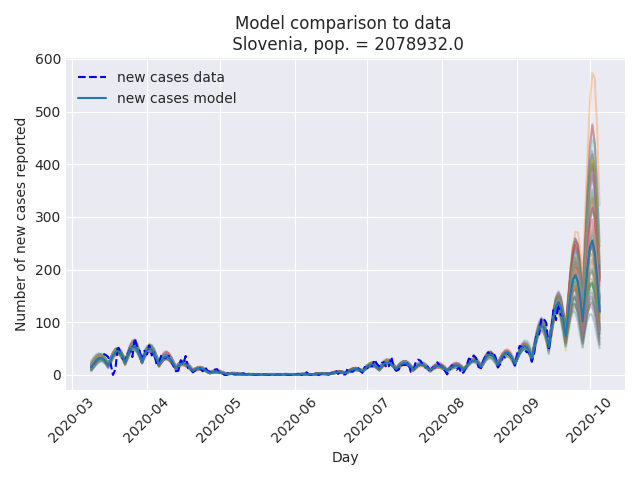 Model comparison to data
Slovenia, pop. = 2078932.0
new cases data
new cases model
Number of new cases reported
600
500
400
300
200
100
0
2020-03
2020-04
2020-05
2020-06
2020-07
2020-08
2020-09
2020-10
Day